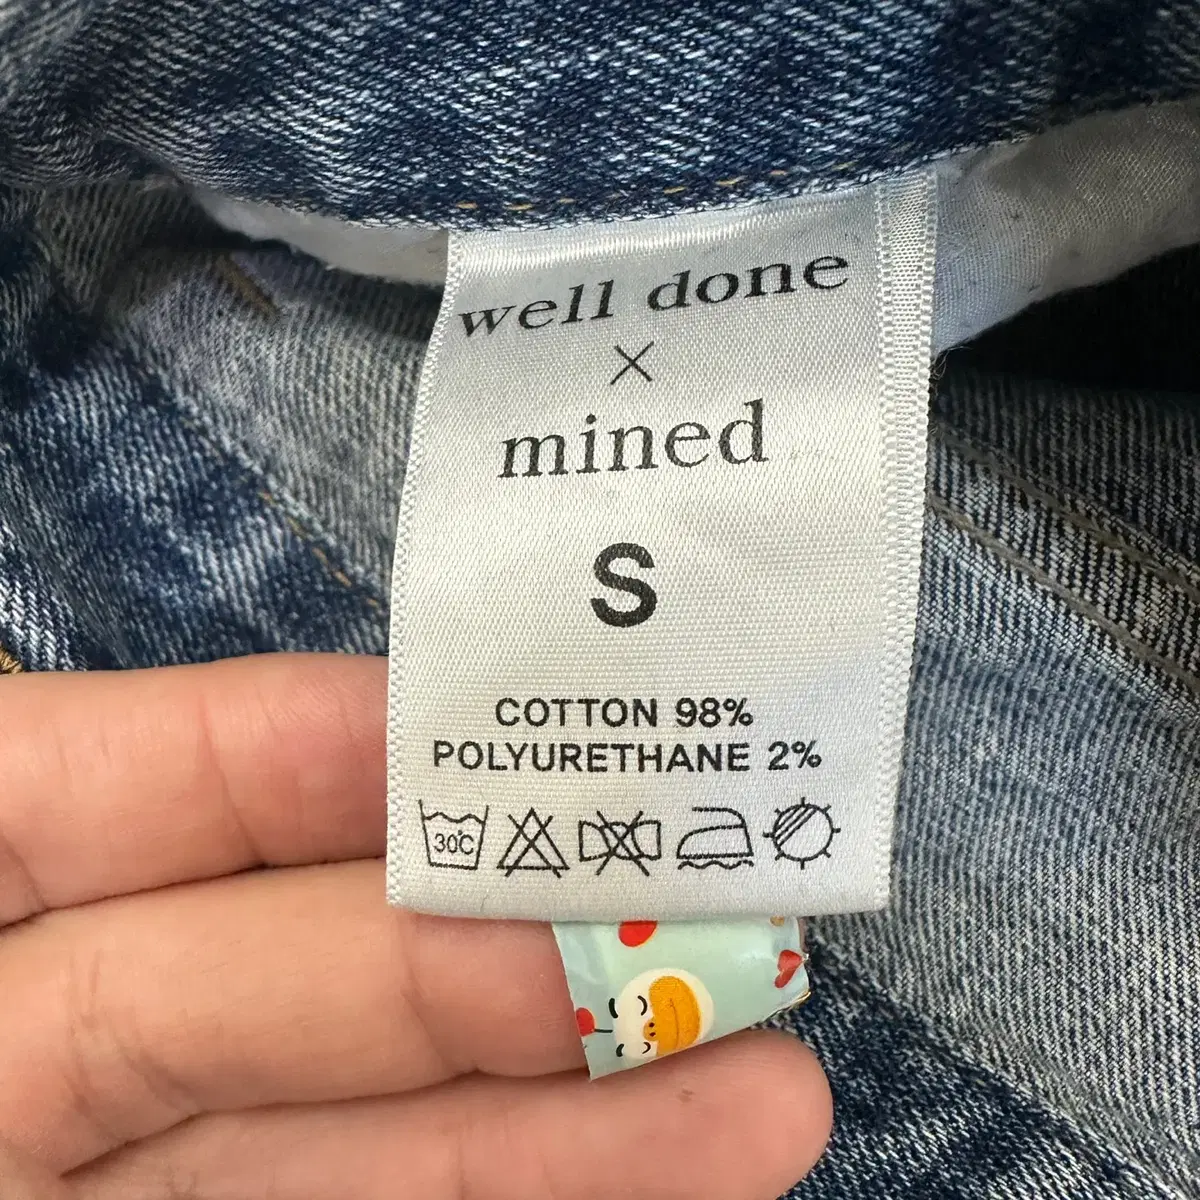 well done
×
mined
S
COTTON 98%
POLYURETHANE 2%
30℃